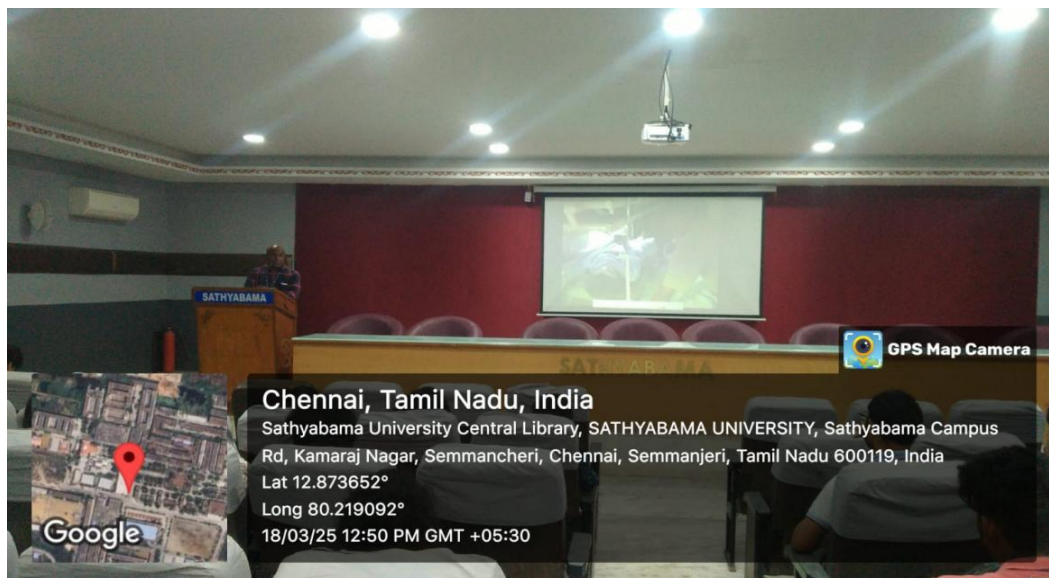 SATHYABAMA
SATHYABAMA
GPS Map Camera
Chennai, Tamil Nadu, India
Sathyabama University Central Library, SATHYABAMA UNIVERSITY, Sathyabama Campus
Rd, Kamaraj Nagar, Semmancheri, Chennai, Semmanjeri, Tamil Nadu 600119, India
Lat 12.873652°
Long 80.219092°
18/03/25 12:50 PM GMT +05:30
Google